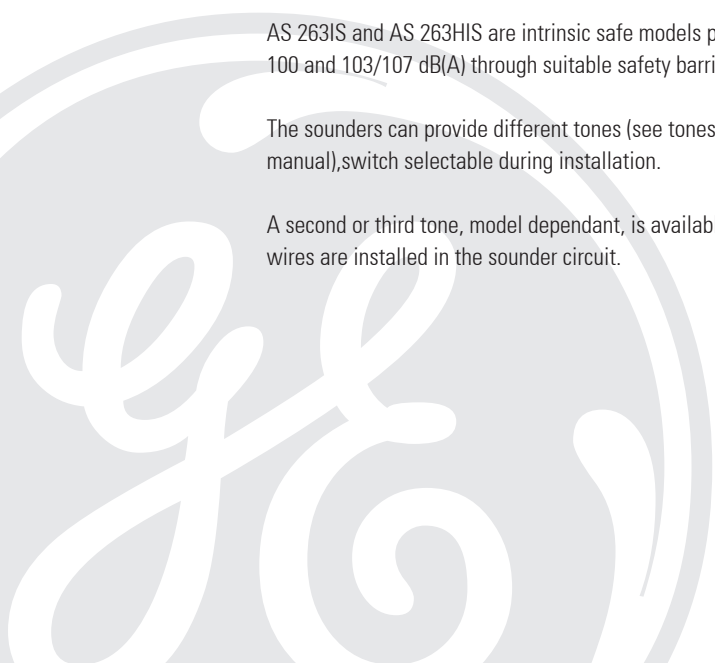 AS 263IS and AS 263HIS are intrinsic safe models p
100 and 103/107 dB(A) through suitable safety barri
The sounders can provide different tones (see tones
manual),switch selectable during installation.
A second or third tone, model dependant, is availab
wires are installed in the sounder circuit.